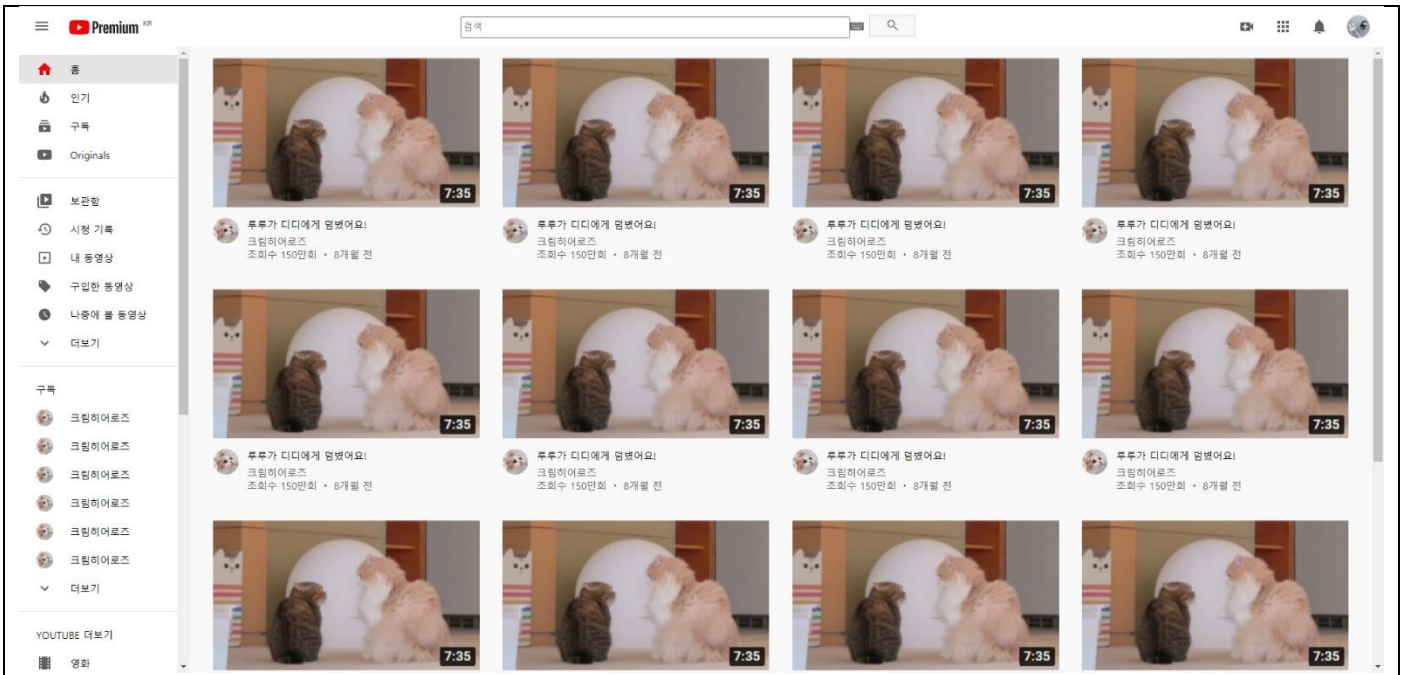 Premium KR
검색
홈
인기
구독
Originals
보관함
시청 기록
내 동영상
구입한 동영상
나중에 볼 동영상
더보기
구독
크림히어로즈
크림히어로즈
크림히어로즈
크림히어로즈
크림히어로즈
크림히어로즈
더보기
YOUTUBE 더보기
영화
7:35
루루가 디디에게 덤볐어요!
크림히어로즈
조회수 150만회 • 8개월 전
7:35
루루가 디디에게 덤볐어요!
크림히어로즈
조회수 150만회 • 8개월 전
7:35
루루가 디디에게 덤볐어요!
크림히어로즈
조회수 150만회 • 8개월 전
7:35
루루가 디디에게 덤볐어요!
크림히어로즈
조회수 150만회 • 8개월 전
7:35
루루가 디디에게 덤볐어요!
크림히어로즈
조회수 150만회 • 8개월 전
7:35
루루가 디디에게 덤볐어요!
크림히어로즈
조회수 150만회 • 8개월 전
7:35
루루가 디디에게 덤볐어요!
크림히어로즈
조회수 150만회 • 8개월 전
7:35
루루가 디디에게 덤볐어요!
크림히어로즈
조회수 150만회 • 8개월 전
7:35
7:35
7:35
7:35